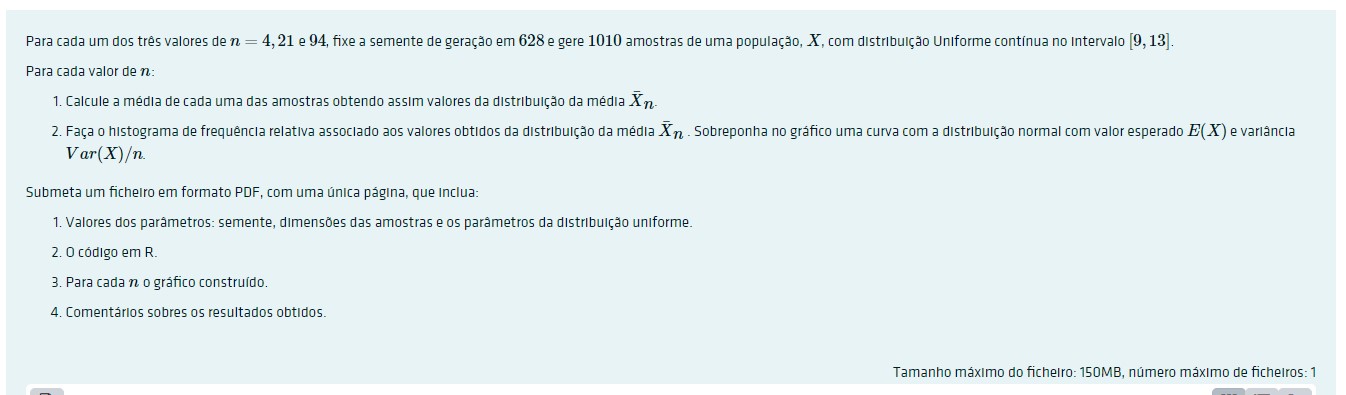 Para cada um dos três valores de n = 4, 21 e 94, fixe a semente de geração em 628 e gere 1010 amostras de uma população, X, com distribuição Uniforme contínua no intervalo [9, 13].
Para cada valor de n:
1. Calcule a média de cada uma das amostras obtendo assim valores da distribuição da média X̄n.
2. Faça o histograma de frequência relativa associado aos valores obtidos da distribuição da média X̄n . Sobreponha no gráfico uma curva com a distribuição normal com valor esperado E(X) e variância
Var(X)/n.
Submeta um ficheiro em formato PDF, com uma única página, que inclua:
1. Valores dos parâmetros: semente, dimensões das amostras e os parâmetros da distribuição uniforme.
2. O código em R.
3. Para cada n o gráfico construído.
4. Comentários sobre os resultados obtidos.
Tamanho máximo do ficheiro: 150MB, número máximo de ficheiros: 1